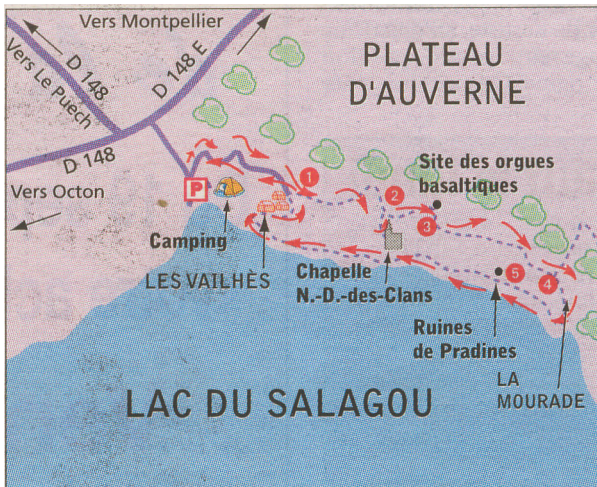 Vers Montpellier
Vers Le Puech
D 148
D 148 E
PLATEAU
D'AUVERNE
D 148
Vers Octon
P
1
Site des orgues
basaltiques
2
3
Camping
LES VAILHÈS
Chapelle
N.-D.-des-Clans
5
4
Ruines
de Pradines
LA
MOURADE
LAC DU SALAGOU